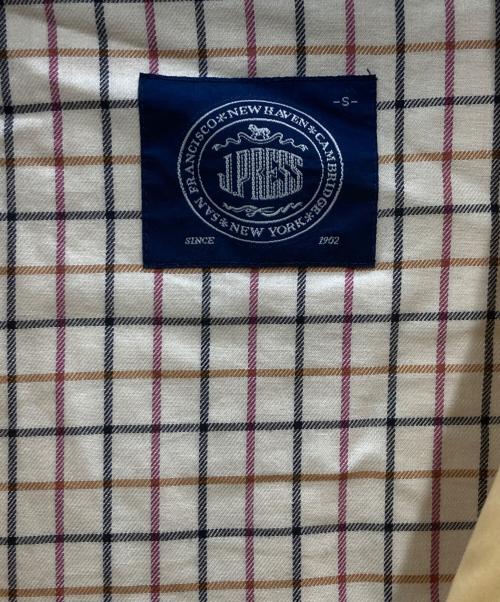 -S-
NEW HAVEN * CAMBRIDGE * NEW YORK * SAN FRANCISCO *
J.PRESS
SINCE 1902